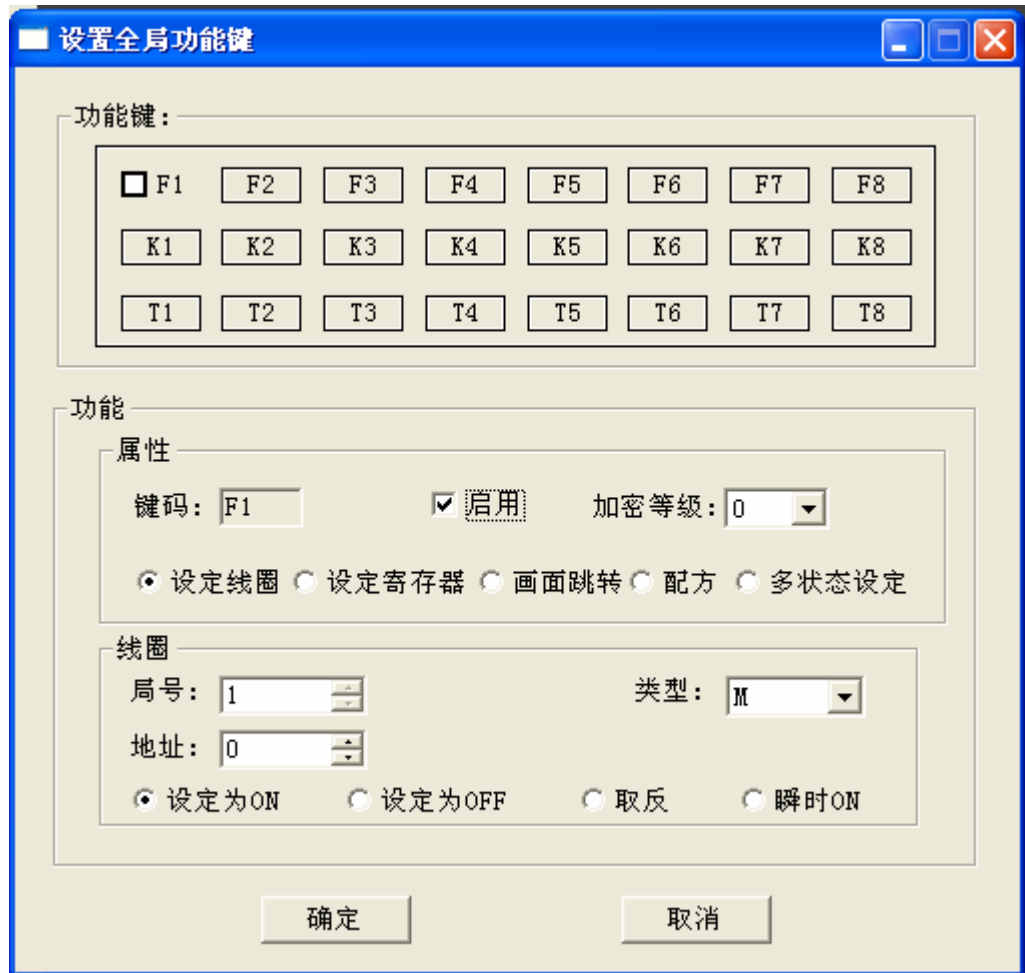 设置全局功能键
功能键:
F1 F2 F3 F4 F5 F6 F7 F8
K1 K2 K3 K4 K5 K6 K7 K8
T1 T2 T3 T4 T5 T6 T7 T8
功能
属性
键码: F1 启用 加密等级: 0
设定线圈 设定寄存器 画面跳转 配方 多状态设定
线圈
局号: 1 类型: M
地址: 0
设定为ON 设定为OFF 取反 瞬时ON
确定 取消